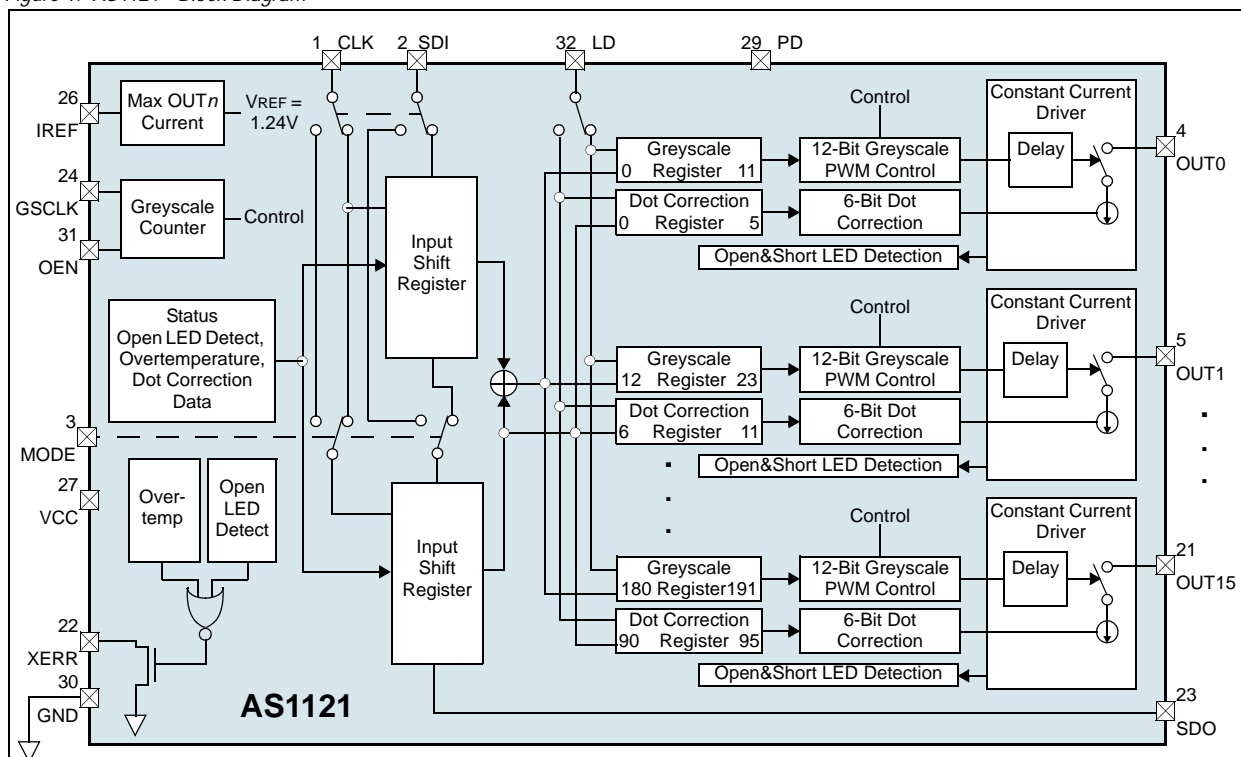 1 CLK
2 SDI
32 LD
29 PD
26
IREF
Max OUTn
Current
VREF =
1.24V
24
GSCLK
31
OEN
Greyscale
Counter
Control
Status
Open LED Detect,
Overtemperature,
Dot Correction
Data
3
MODE
27
VCC
Over-
temp
Open
LED
Detect
22
XERR
30
GND
AS1121
Input
Shift
Register
Input
Shift
Register
Control
Greyscale
0 Register 11
12-Bit Greyscale
PWM Control
Dot Correction
0 Register 5
6-Bit Dot
Correction
Open&Short LED Detection
Constant Current
Driver
Delay
4
OUT0
Control
Greyscale
12 Register 23
12-Bit Greyscale
PWM Control
Dot Correction
6 Register 11
6-Bit Dot
Correction
Open&Short LED Detection
Constant Current
Driver
Delay
5
OUT1
Control
Greyscale
180 Register191
12-Bit Greyscale
PWM Control
Dot Correction
90 Register 95
6-Bit Dot
Correction
Open&Short LED Detection
Constant Current
Driver
Delay
21
OUT15
23
SDO